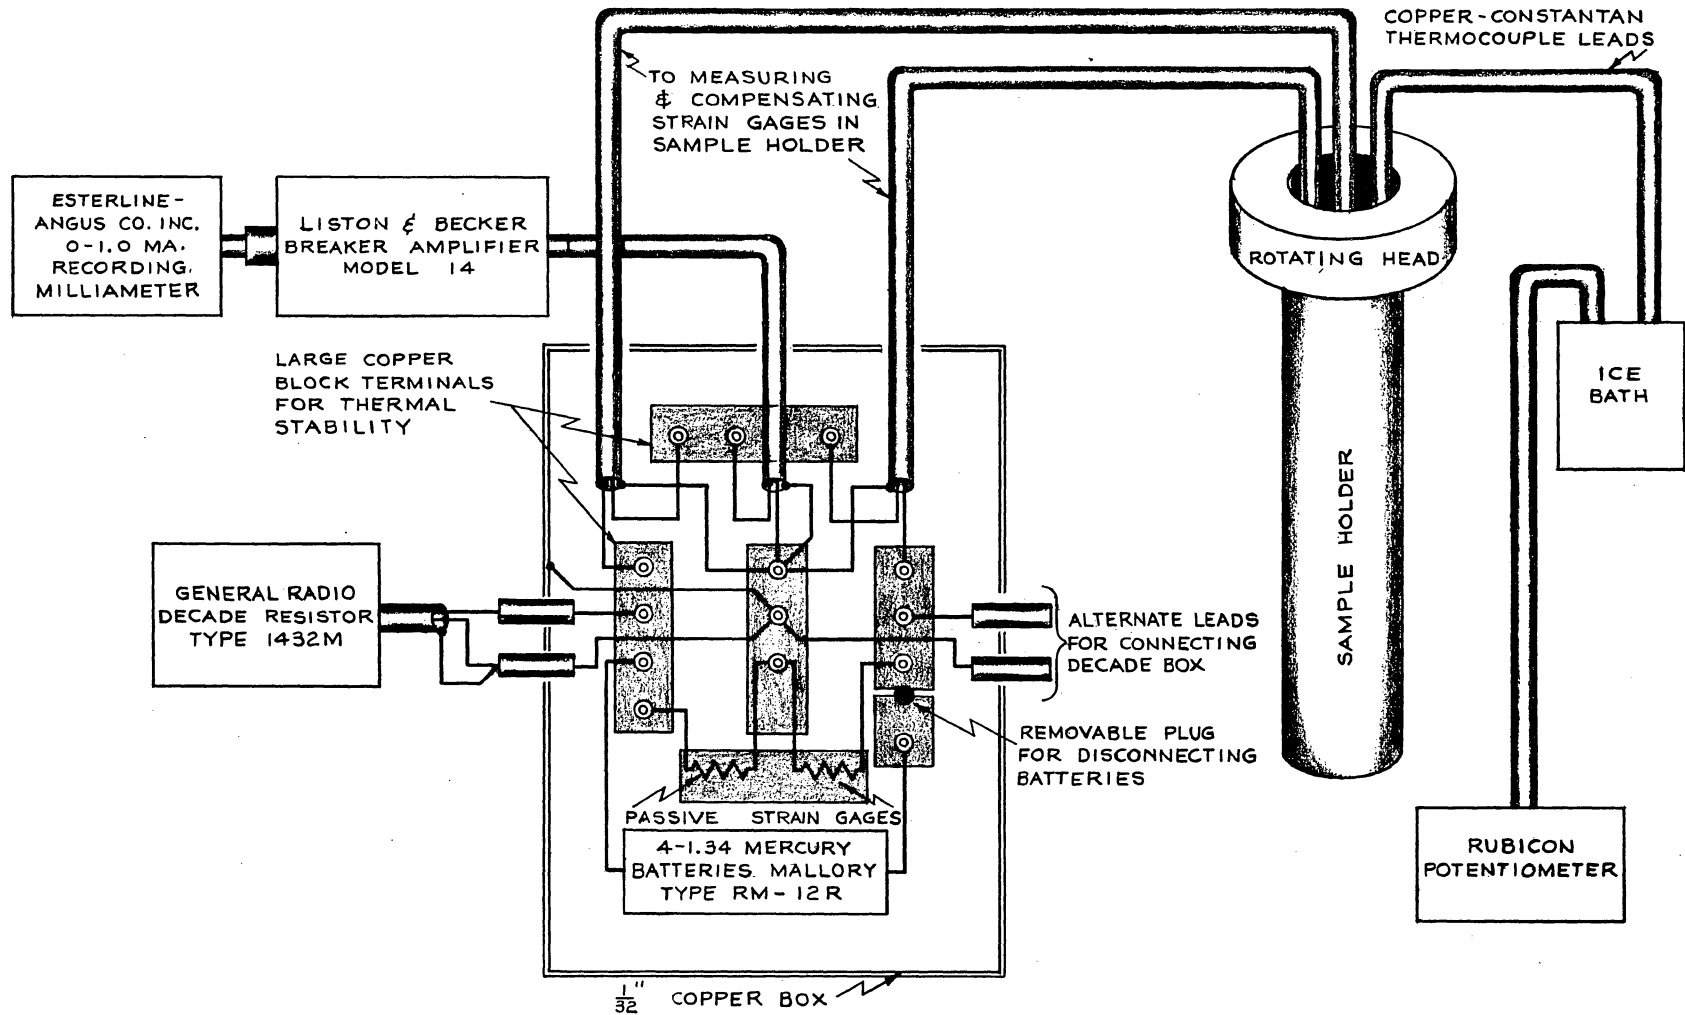 COPPER-CONSTANTAN
THERMOCOUPLE LEADS
TO MEASURING
& COMPENSATING
STRAIN GAGES IN
SAMPLE HOLDER
ESTERLINE-
ANGUS CO. INC.
0-1.0 MA.
RECORDING
MILLIAMETER
LISTON & BECKER
BREAKER AMPLIFIER
MODEL 14
ROTATING HEAD
SAMPLE HOLDER
ICE
BATH
LARGE COPPER
BLOCK TERMINALS
FOR THERMAL
STABILITY
GENERAL RADIO
DECADE RESISTOR
TYPE 1432M
ALTERNATE LEADS
FOR CONNECTING
DECADE BOX
REMOVABLE PLUG
FOR DISCONNECTING
BATTERIES
PASSIVE STRAIN GAGES
4-1.34 MERCURY
BATTERIES. MALLORY
TYPE RM-12R
RUBICON
POTENTIOMETER
1/32" COPPER BOX